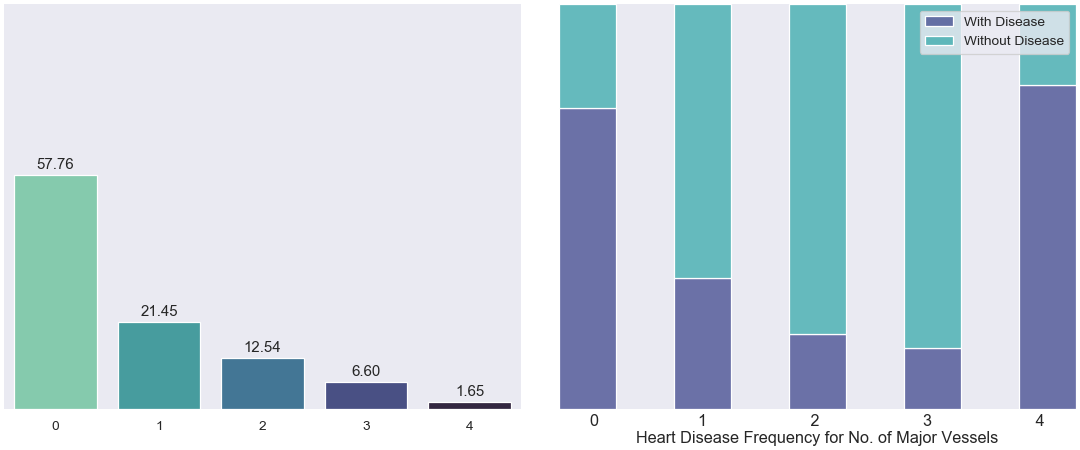 57.76
21.45
12.54
6.60
1.65
0 1 2 3 4
With Disease
Without Disease
0 1 2 3 4
Heart Disease Frequency for No. of Major Vessels